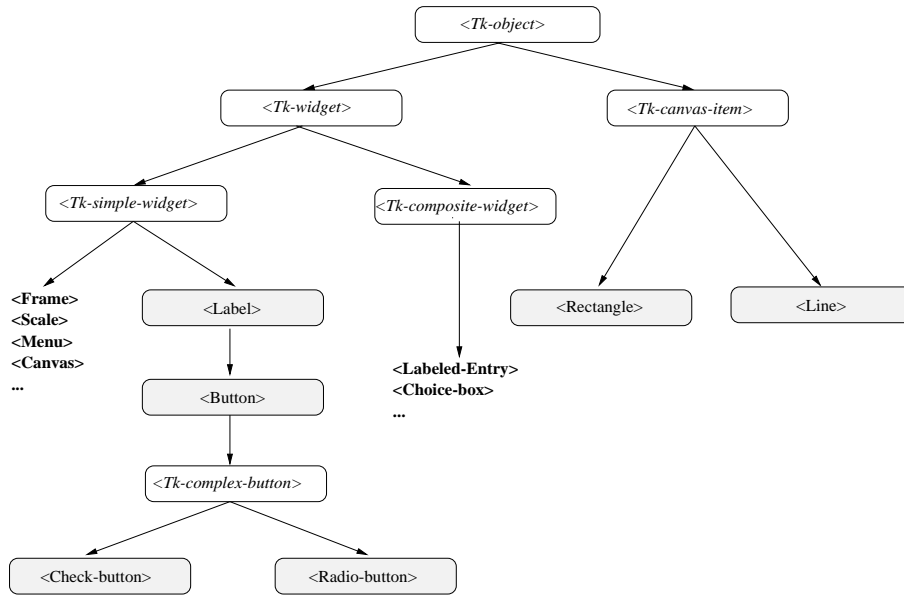 <Tk-object>
<Tk-widget>
<Tk-canvas-item>
<Tk-simple-widget>
<Tk-composite-widget>
<Frame>
<Scale>
<Menu>
<Canvas>
...
<Label>
<Rectangle>
<Line>
<Labeled-Entry>
<Choice-box>
...
<Button>
<Tk-complex-button>
<Check-button>
<Radio-button>